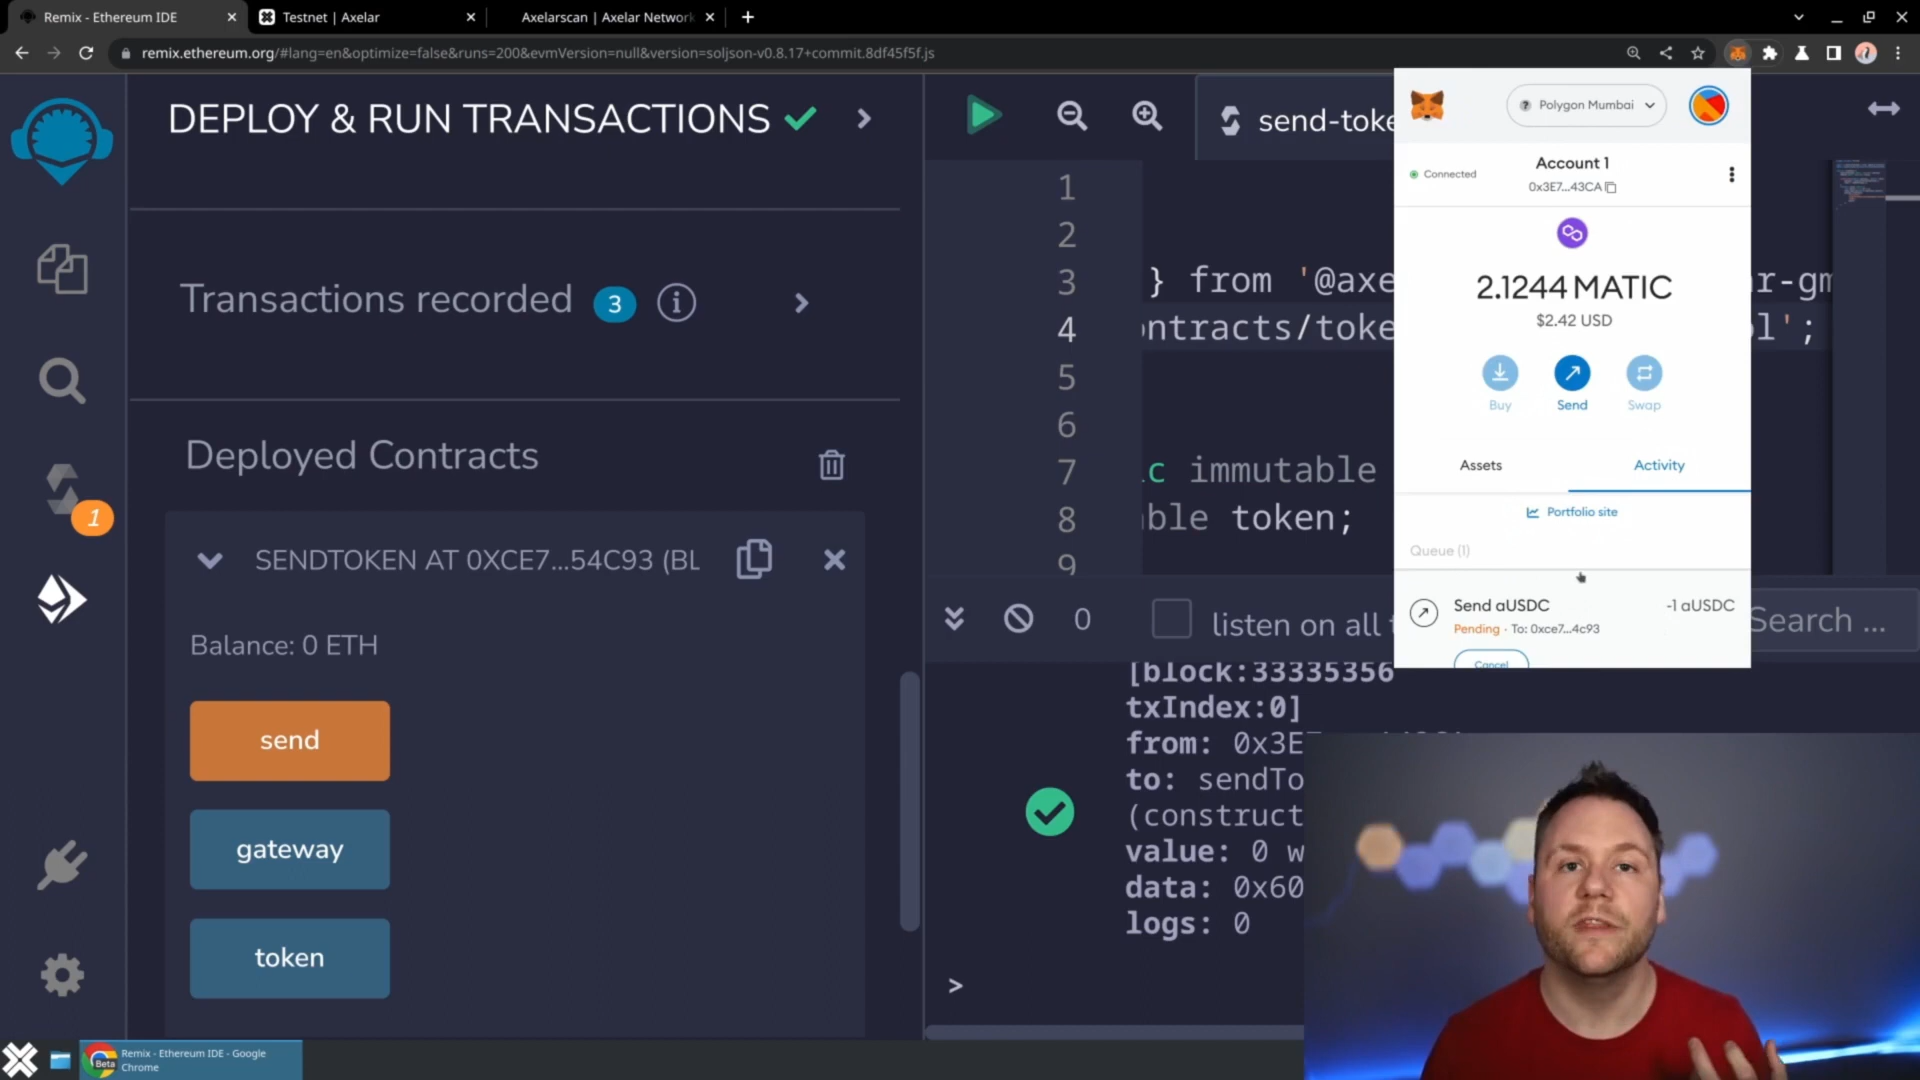 Remix - Ethereum IDE
Testnet | Axelar
Axelarscan | Axelar Network
remix.ethereum.org/#lang=en&optimize=false&runs=200&evmVersion=null&version=soljson-v0.8.17+commit.8df45f5f.js
DEPLOY & RUN TRANSACTIONS
Transactions recorded 3 i
Deployed Contracts
1
SENDTOKEN AT 0XCE7...54C93 (BL
Balance: 0 ETH
send
gateway
token
send-toke
1
2
3 } from '@axe
r-gm
4 ontracts/toke
l';
5
6
7 c immutable
8 ble token;
9
0
listen on all
Search ...
[block:33335356
txIndex:0]
from: 0x3E
to: sendTo
(construct
value: 0 w
data: 0x60
logs: 0
>
Polygon Mumbai
Connected
Account 1
0x3E7...43CA
2.1244 MATIC
$2.42 USD
Buy
Send
Swap
Assets
Activity
Portfolio site
Queue (1)
Send aUSDC
-1 aUSDC
Pending · To: 0xce7...4c93
Cancel
Beta
Remix - Ethereum IDE - Google
Chrome